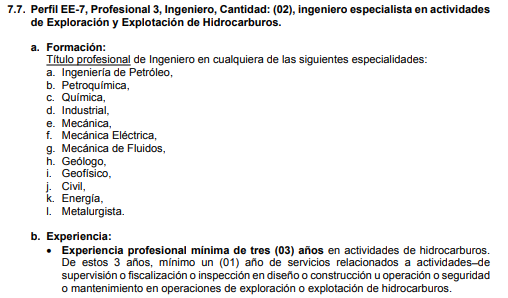 7.7. Perfil EE-7, Profesional 3, Ingeniero, Cantidad: (02), ingeniero especialista en actividades
de Exploración y Explotación de Hidrocarburos.
a. Formación:
Título profesional de Ingeniero en cualquiera de las siguientes especialidades:
a. Ingeniería de Petróleo,
b. Petroquímica,
c. Química,
d. Industrial,
e. Mecánica,
f. Mecánica Eléctrica,
g. Mecánica de Fluidos,
h. Geólogo,
i. Geofísico,
j. Civil,
k. Energía,
l. Metalurgista.
b. Experiencia:
• Experiencia profesional mínima de tres (03) años en actividades de hidrocarburos.
De estos 3 años, mínimo un (01) año de servicios relacionados a actividades de
supervisión o fiscalización o inspección en diseño o construcción u operación o seguridad
o mantenimiento en operaciones de exploración o explotación de hidrocarburos.